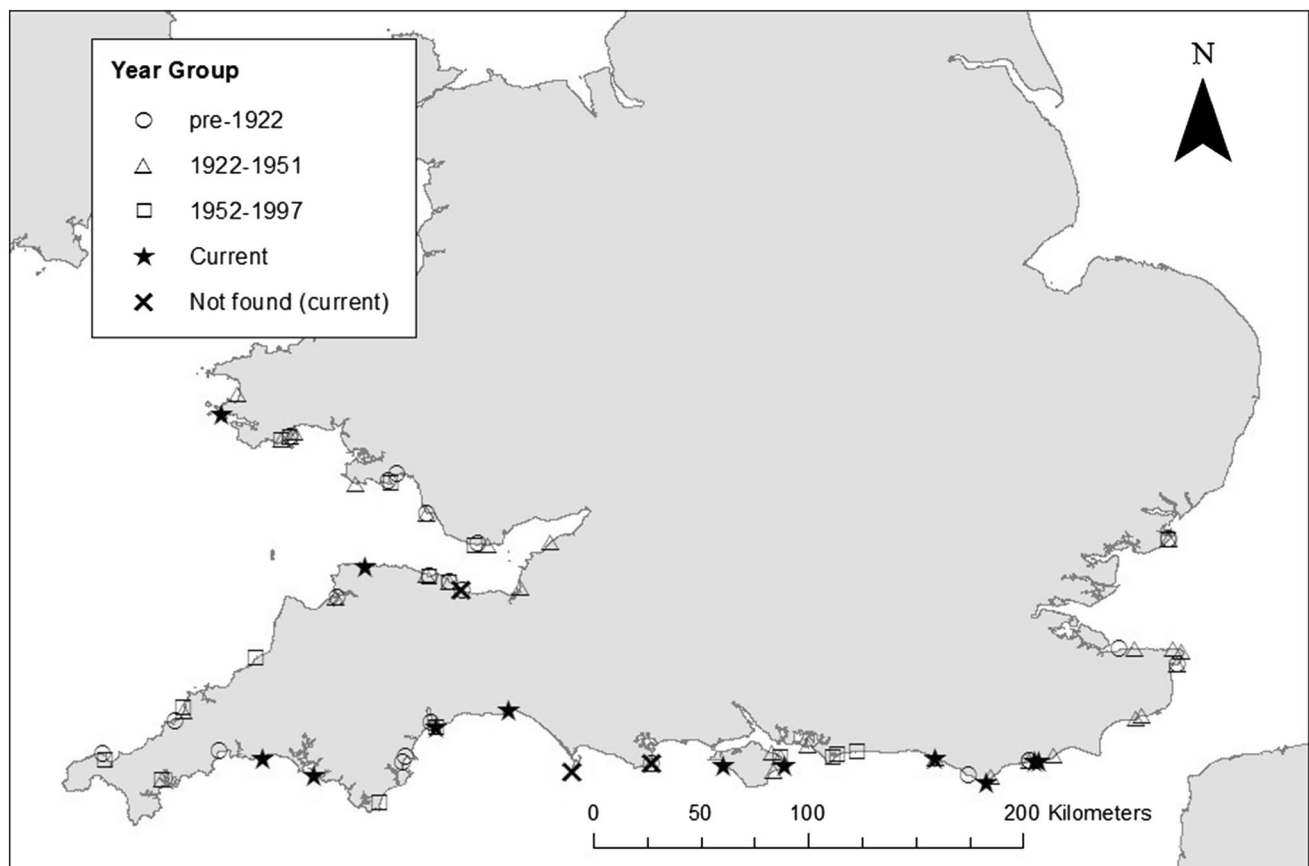 Year Group
pre-1922
1922-1951
1952-1997
Current
Not found (current)
N
0 50 100 200 Kilometers